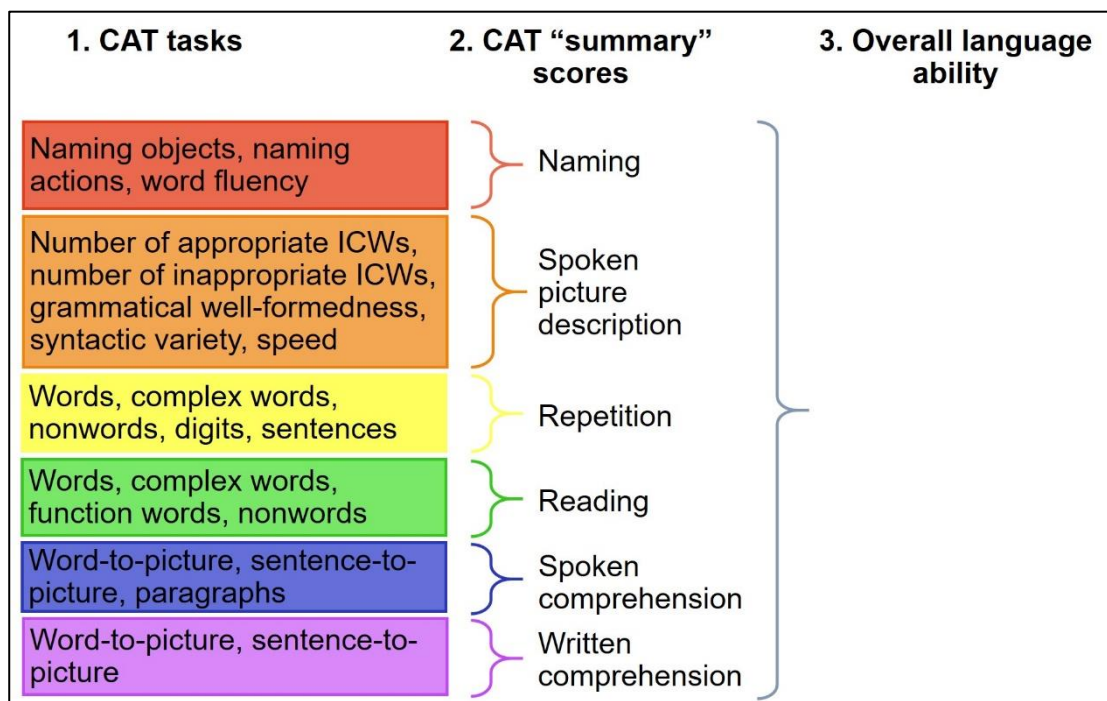 1. CAT tasks
2. CAT “summary”
scores
3. Overall language
ability
Naming objects, naming
actions, word fluency
Naming
Number of appropriate ICWs,
number of inappropriate ICWs,
grammatical well-formedness,
syntactic variety, speed
Spoken
picture
description
Words, complex words,
nonwords, digits, sentences
Repetition
Words, complex words,
function words, nonwords
Reading
Word-to-picture, sentence-to-
picture, paragraphs
Spoken
comprehension
Word-to-picture, sentence-to-
picture
Written
comprehension